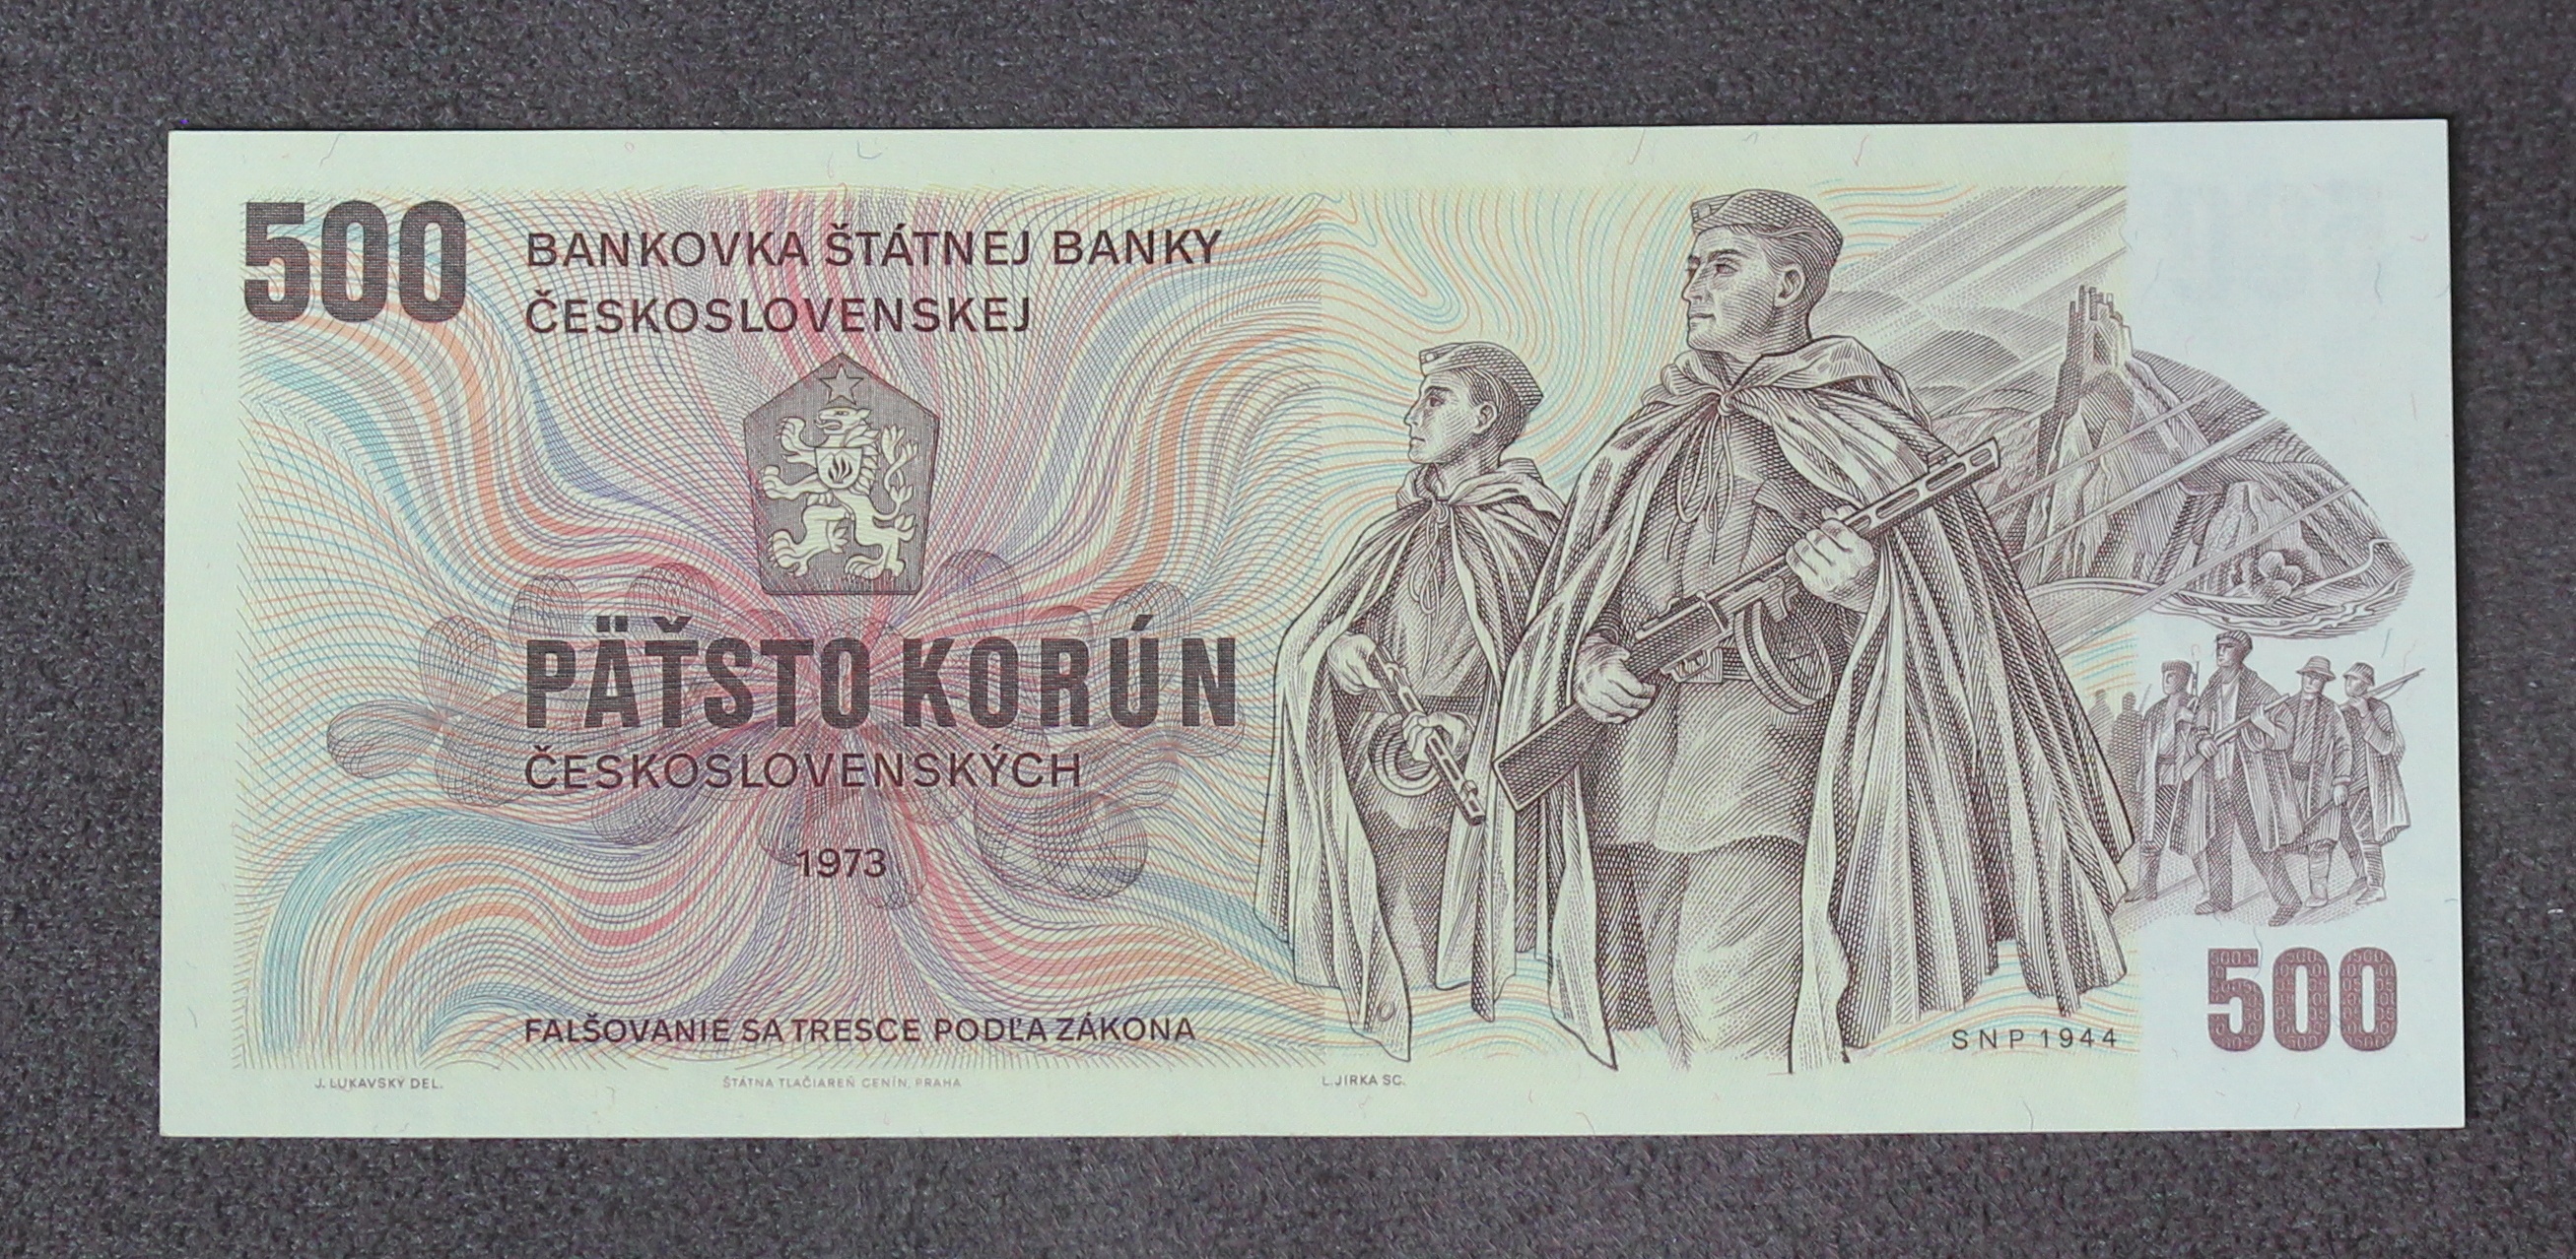 500
BANKOVKA ŠTÁTNEJ BANKY
ČESKOSLOVENSKEJ
PÄŤSTO KORÚN
ČESKOSLOVENSKÝCH
1973
FALŠOVANIE SA TRESCE PODĽA ZÁKONA
SNP 1944
500
J. LUKAVSKÝ DEL.
ŠTÁTNA TLAČIAREŇ CENÍN, PRAHA
L. JIRKA SC.